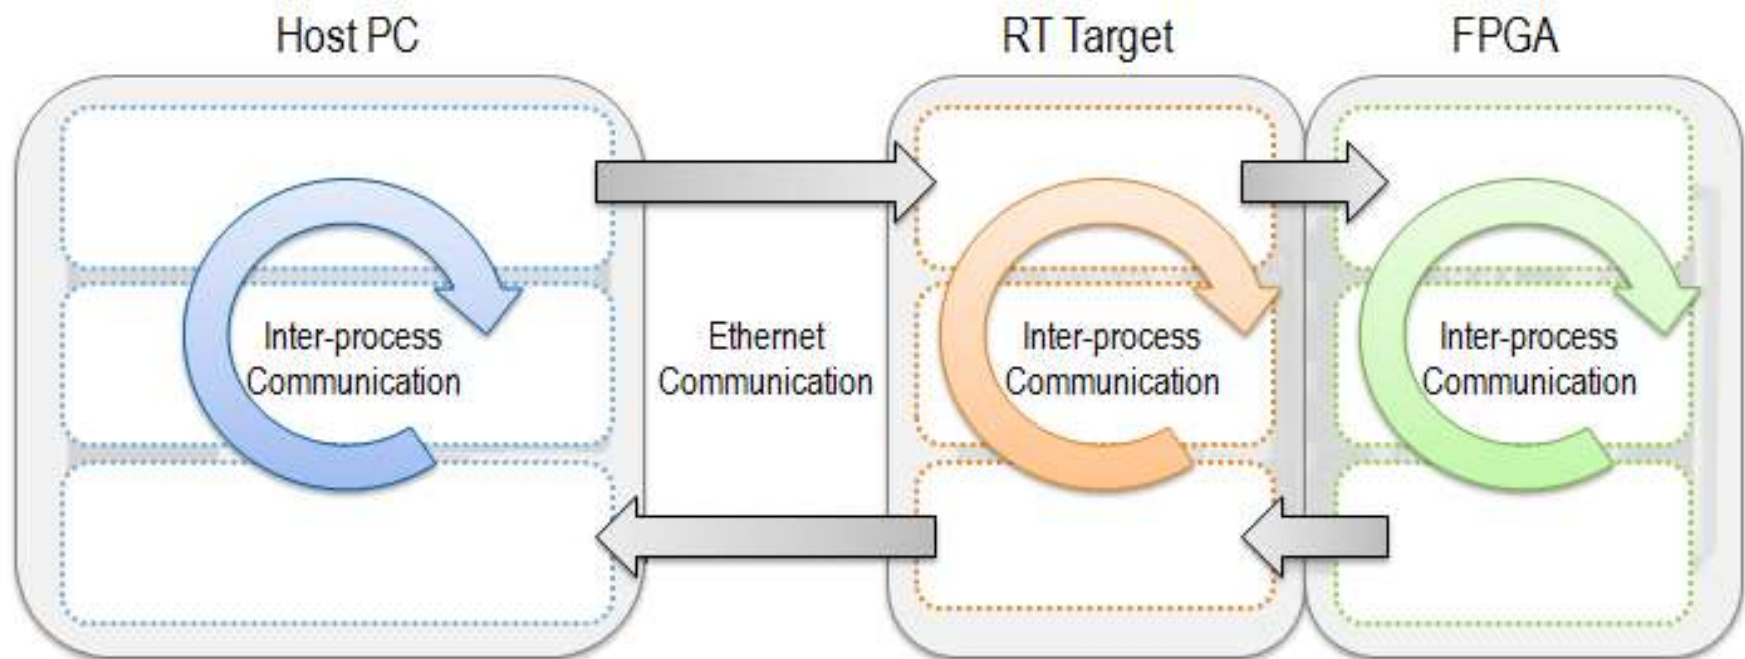 Host PC
RT Target
FPGA
Inter-process
Communication
Ethernet
Communication
Inter-process
Communication
Inter-process
Communication